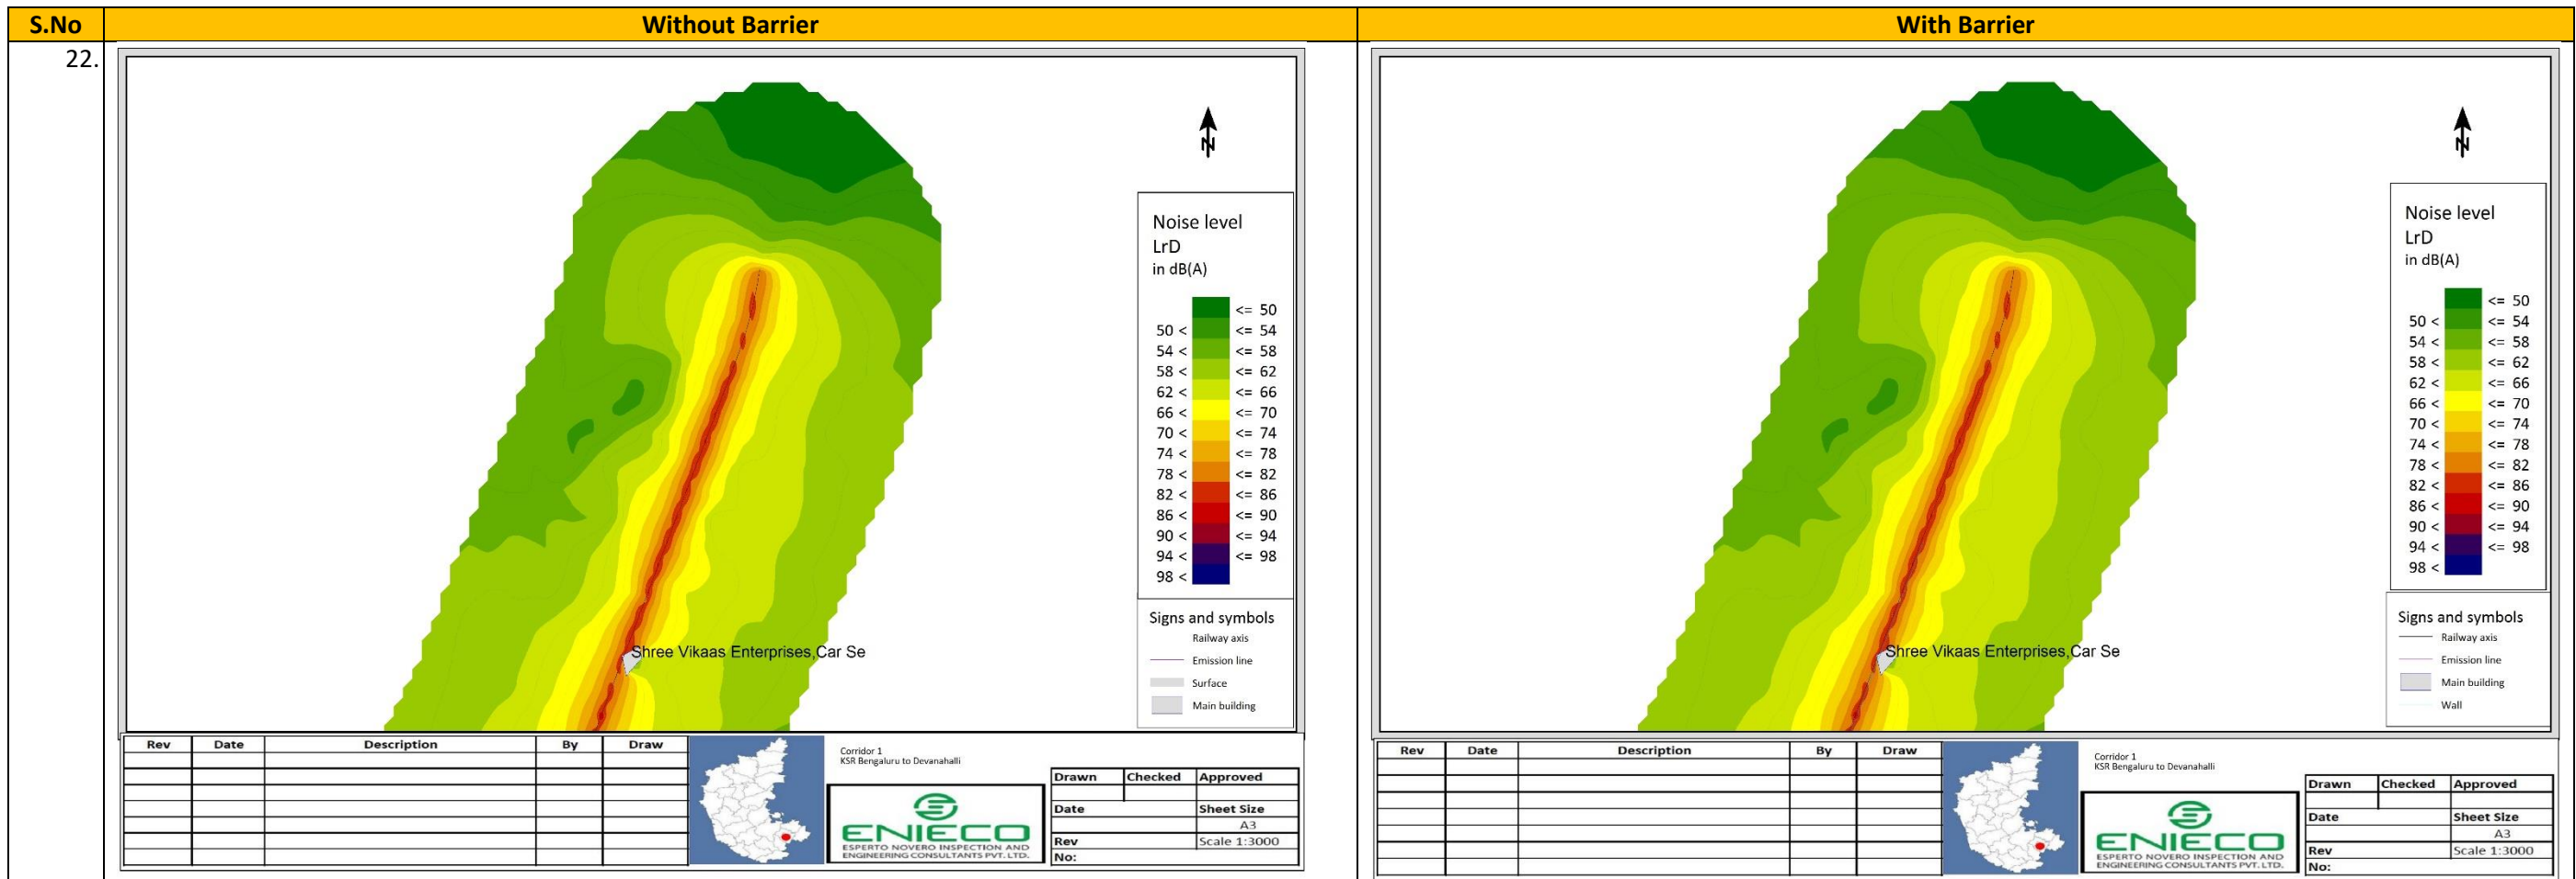 S.No Without Barrier With Barrier
22.
N
Noise level
LrD
in dB(A)
<= 50
50 < <= 54
54 < <= 58
58 < <= 62
62 < <= 66
66 < <= 70
70 < <= 74
74 < <= 78
78 < <= 82
82 < <= 86
86 < <= 90
90 < <= 94
94 < <= 98
98 <
Signs and symbols
Railway axis
Emission line
Surface
Main building
Shree Vikaas Enterprises,Car Se
Rev Date Description By Draw
Corridor 1
KSR Bengaluru to Devanahalli
ENIECO
ESPERTO NOVERO INSPECTION AND
ENGINEERING CONSULTANTS PVT. LTD.
Drawn Checked Approved
Date Sheet Size
A3
Rev Scale 1:3000
No:
N
Noise level
LrD
in dB(A)
<= 50
50 < <= 54
54 < <= 58
58 < <= 62
62 < <= 66
66 < <= 70
70 < <= 74
74 < <= 78
78 < <= 82
82 < <= 86
86 < <= 90
90 < <= 94
94 < <= 98
98 <
Signs and symbols
Railway axis
Emission line
Main building
Wall
Shree Vikaas Enterprises,Car Se
Rev Date Description By Draw
Corridor 1
KSR Bengaluru to Devanahalli
ENIECO
ESPERTO NOVERO INSPECTION AND
ENGINEERING CONSULTANTS PVT. LTD.
Drawn Checked Approved
Date Sheet Size
A3
Rev Scale 1:3000
No: